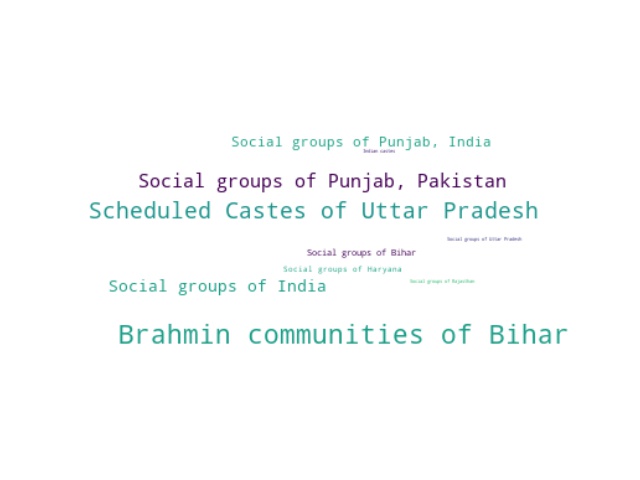 Social groups of Punjab, India
Indian castes
Social groups of Punjab, Pakistan
Scheduled Castes of Uttar Pradesh
Social groups of Uttar Pradesh
Social groups of Bihar
Social groups of Haryana
Social groups of Rajasthan
Social groups of India
Brahmin communities of Bihar